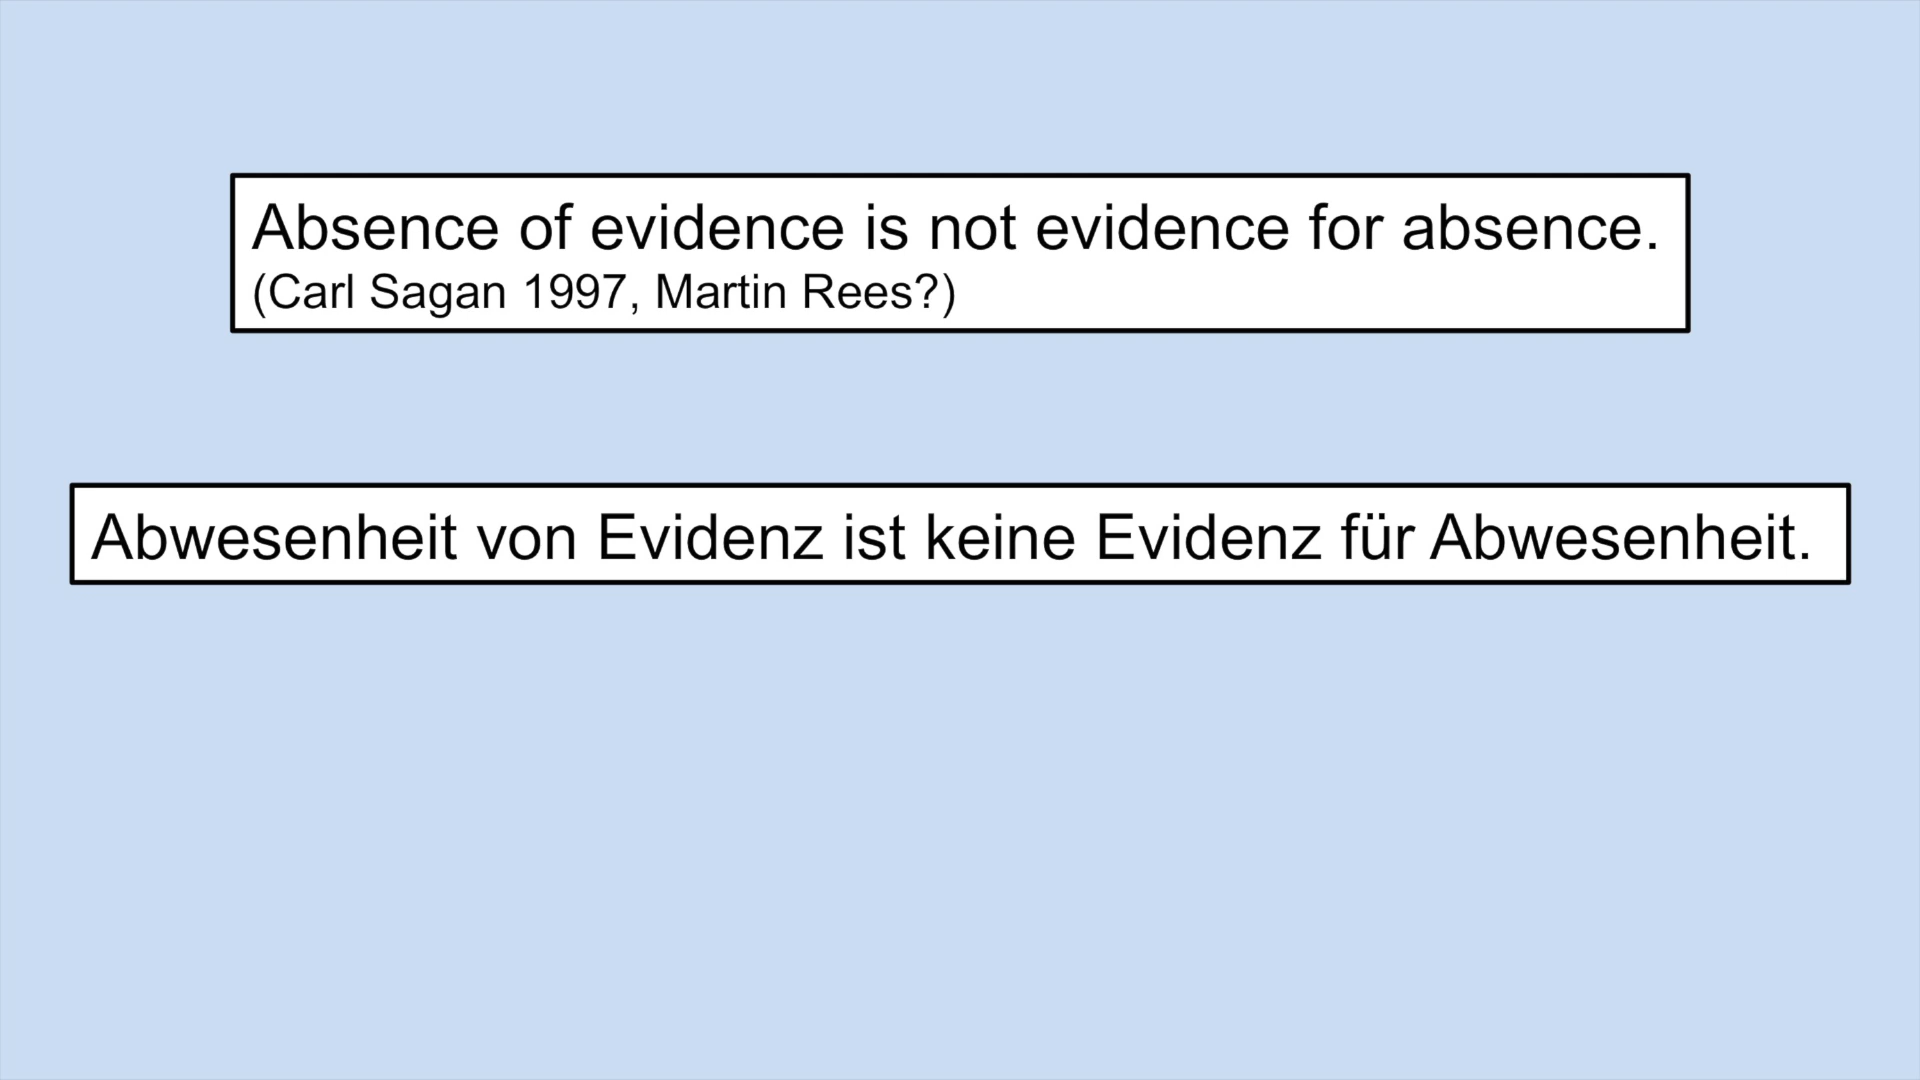 Absence of evidence is not evidence for absence.
(Carl Sagan 1997, Martin Rees?)
Abwesenheit von Evidenz ist keine Evidenz für Abwesenheit.